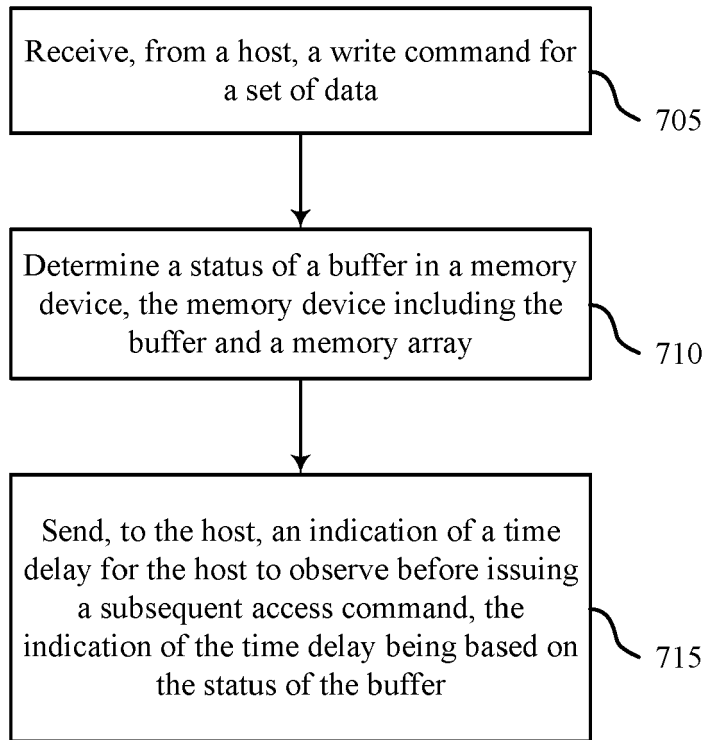 Receive, from a host, a write command for
a set of data
705
Determine a status of a buffer in a memory
device, the memory device including the
buffer and a memory array
710
Send, to the host, an indication of a time
delay for the host to observe before issuing
a subsequent access command, the
indication of the time delay being based on
the status of the buffer
715